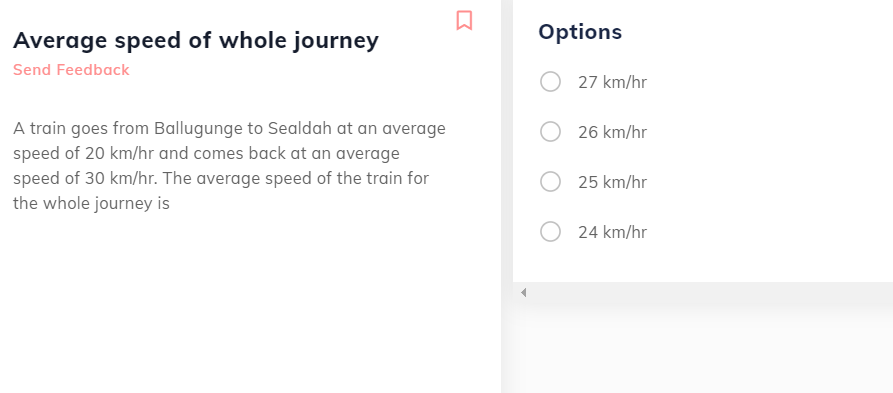 Average speed of whole journey
Send Feedback
A train goes from Ballugunge to Sealdah at an average
speed of 20 km/hr and comes back at an average
speed of 30 km/hr. The average speed of the train for
the whole journey is
Options
27 km/hr
26 km/hr
25 km/hr
24 km/hr